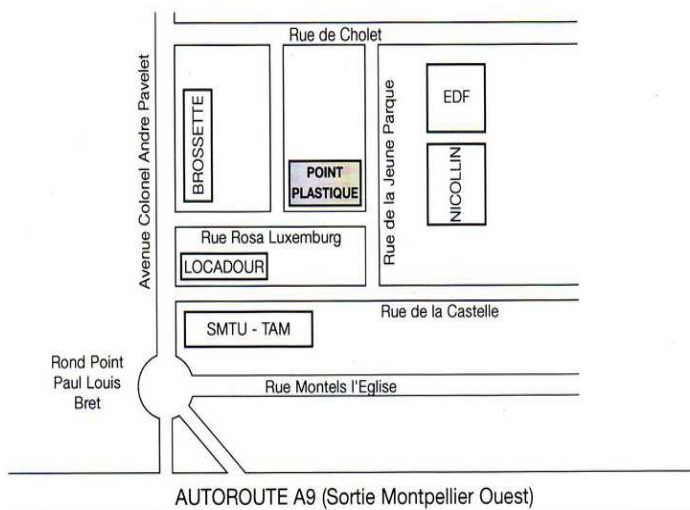 Rue de Cholet
Avenue Colonel Andre Pavelet
BROSSETTE
POINT
PLASTIQUE
Rue de la Jeune Parque
EDF
NICOLLIN
Rue Rosa Luxemburg
LOCADOUR
Rue de la Castelle
SMTU - TAM
Rond Point
Paul Louis
Bret
Rue Montels l'Eglise
AUTOROUTE A9 (Sortie Montpellier Ouest)